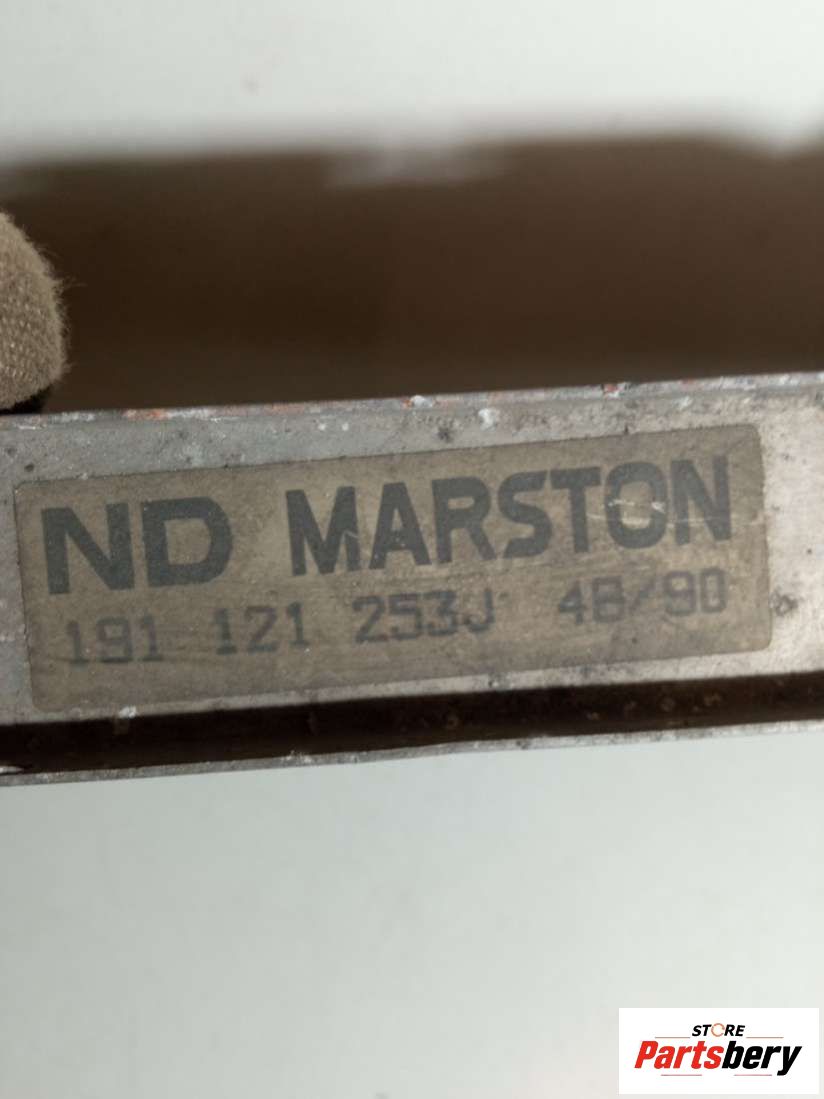 ND MARSTON
191 121 253J 48/90
STORE
Partsbery